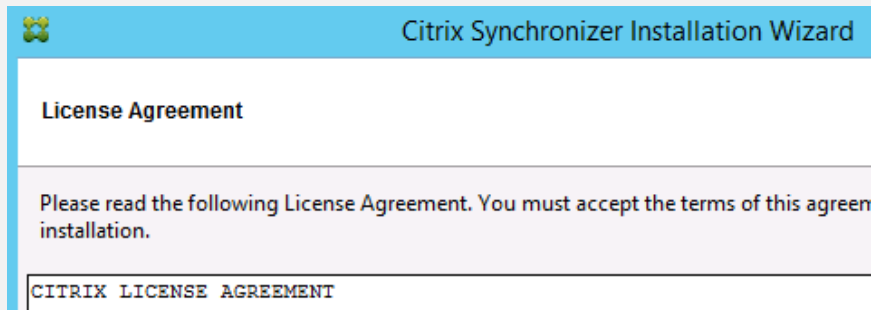 Citrix Synchronizer Installation Wizard
License Agreement
Please read the following License Agreement. You must accept the terms of this
installation.
CITRIX LICENSE AGREEMENT